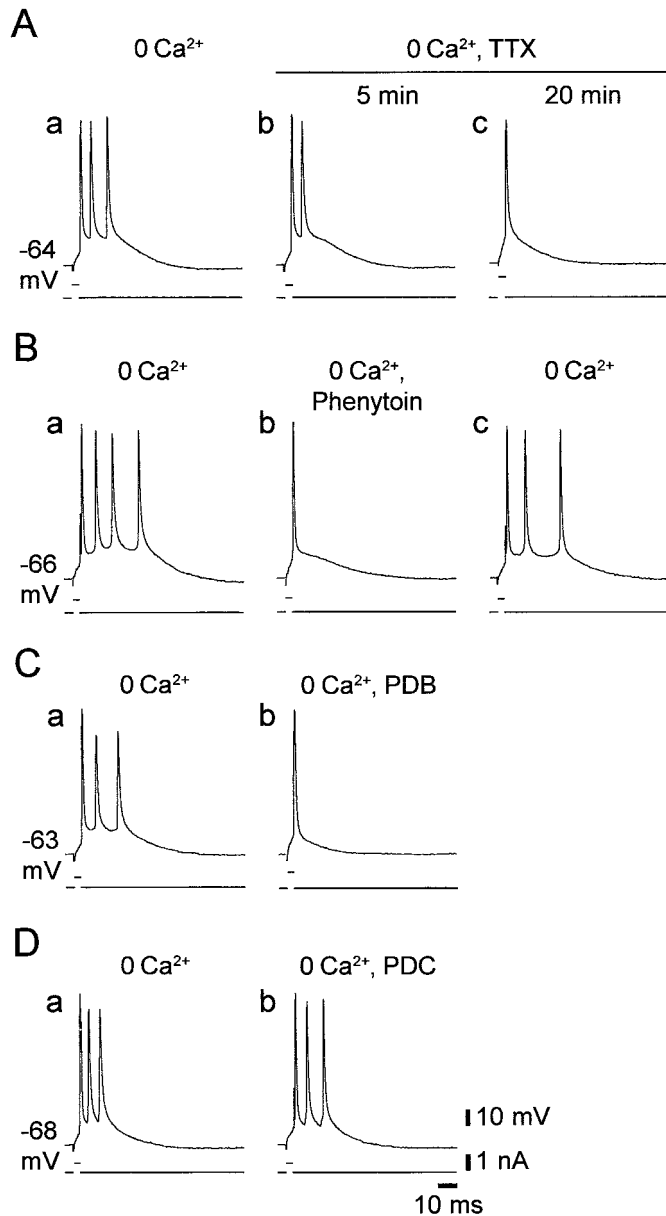 A
0 Ca²⁺
0 Ca²⁺, TTX
5 min
20 min
a
b
c
-64
mV
B
0 Ca²⁺
0 Ca²⁺,
Phenytoin
0 Ca²⁺
a
b
c
-66
mV
C
0 Ca²⁺
0 Ca²⁺, PDB
a
b
-63
mV
D
0 Ca²⁺
0 Ca²⁺, PDC
a
b
-68
mV
10 mV
1 nA
10 ms